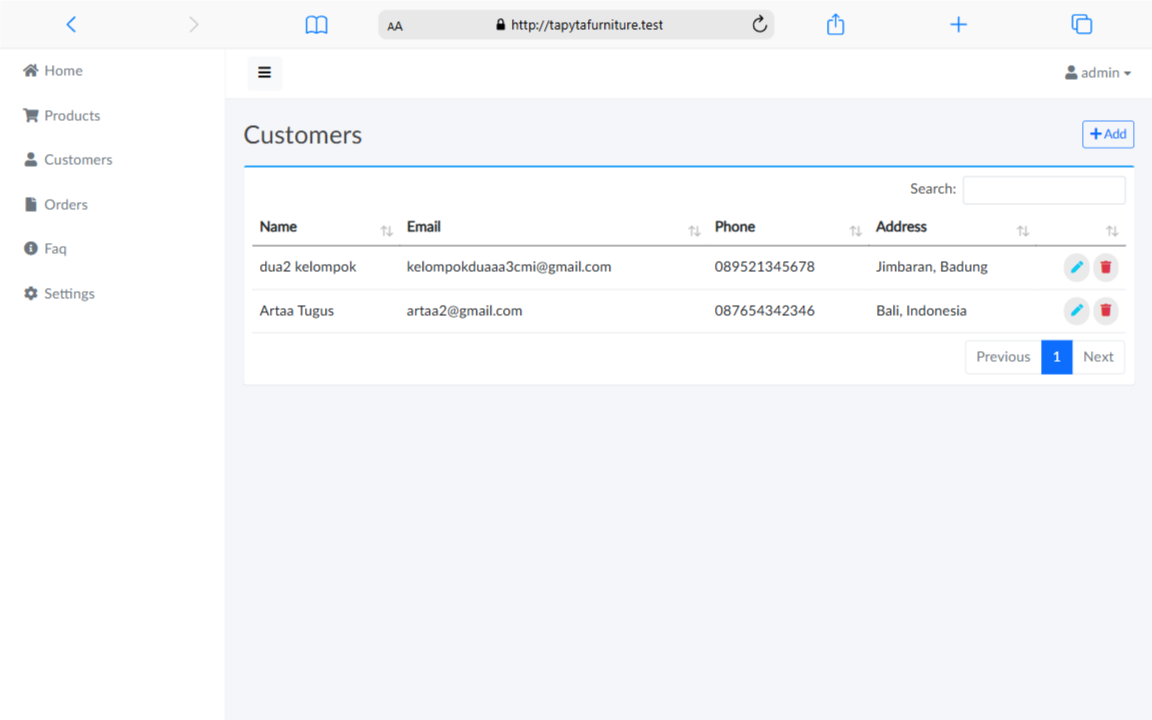 AA http://tapytafurniture.test
Home
Products
Customers
Orders
Faq
Settings
admin
Customers
Add
Search:
Name Email Phone Address
dua2 kelompok kelompokduaaa3cmi@gmail.com 089521345678 Jimbaran, Badung
Artaa Tugus artaa2@gmail.com 087654342346 Bali, Indonesia
Previous 1 Next